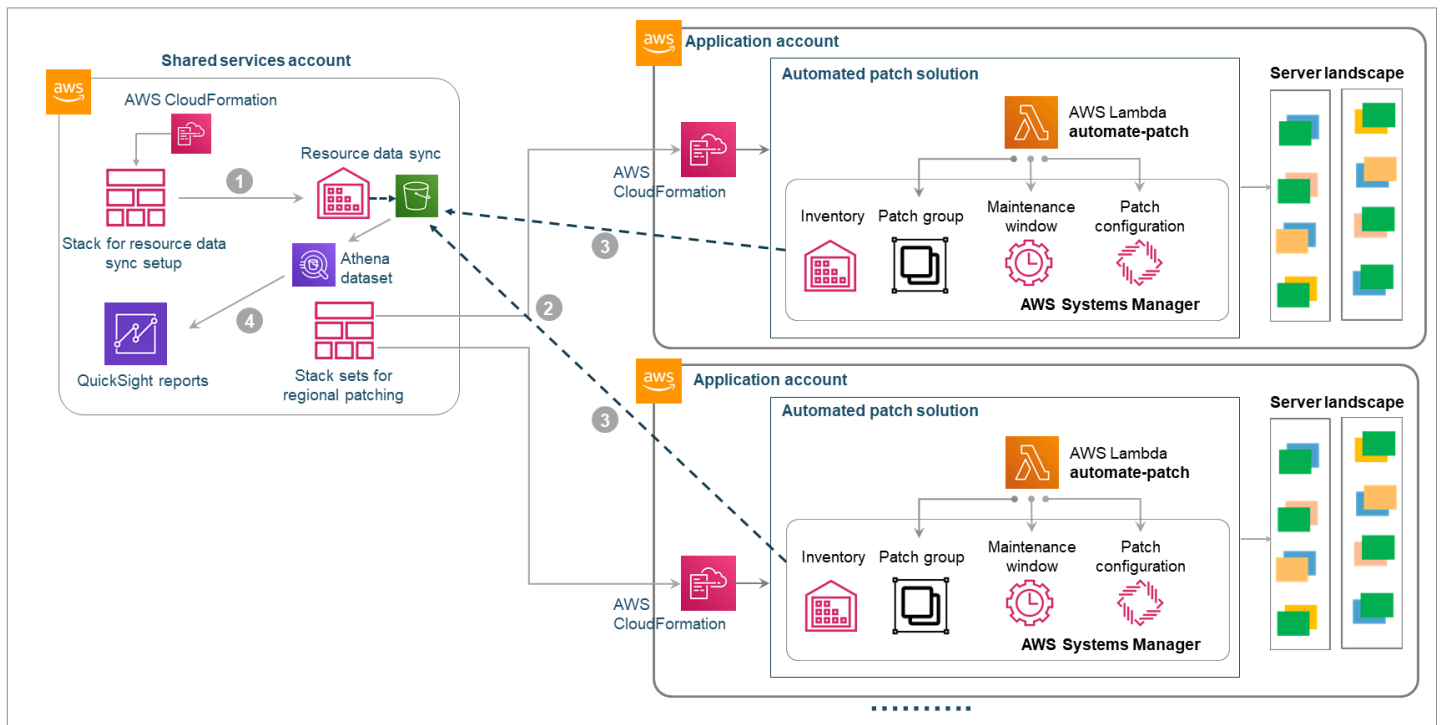 Shared services account
aws
AWS CloudFormation
Resource data sync
1
Stack for resource data
sync setup
Athena
dataset
4
QuickSight reports
Stack sets for
regional patching
2
3
3
aws
Application account
Automated patch solution
Server landscape
AWS Lambda
automate-patch
AWS
CloudFormation
Inventory
Patch group
Maintenance
window
Patch
configuration
AWS Systems Manager
aws
Application account
Automated patch solution
Server landscape
AWS Lambda
automate-patch
AWS
CloudFormation
Inventory
Patch group
Maintenance
window
Patch
configuration
AWS Systems Manager